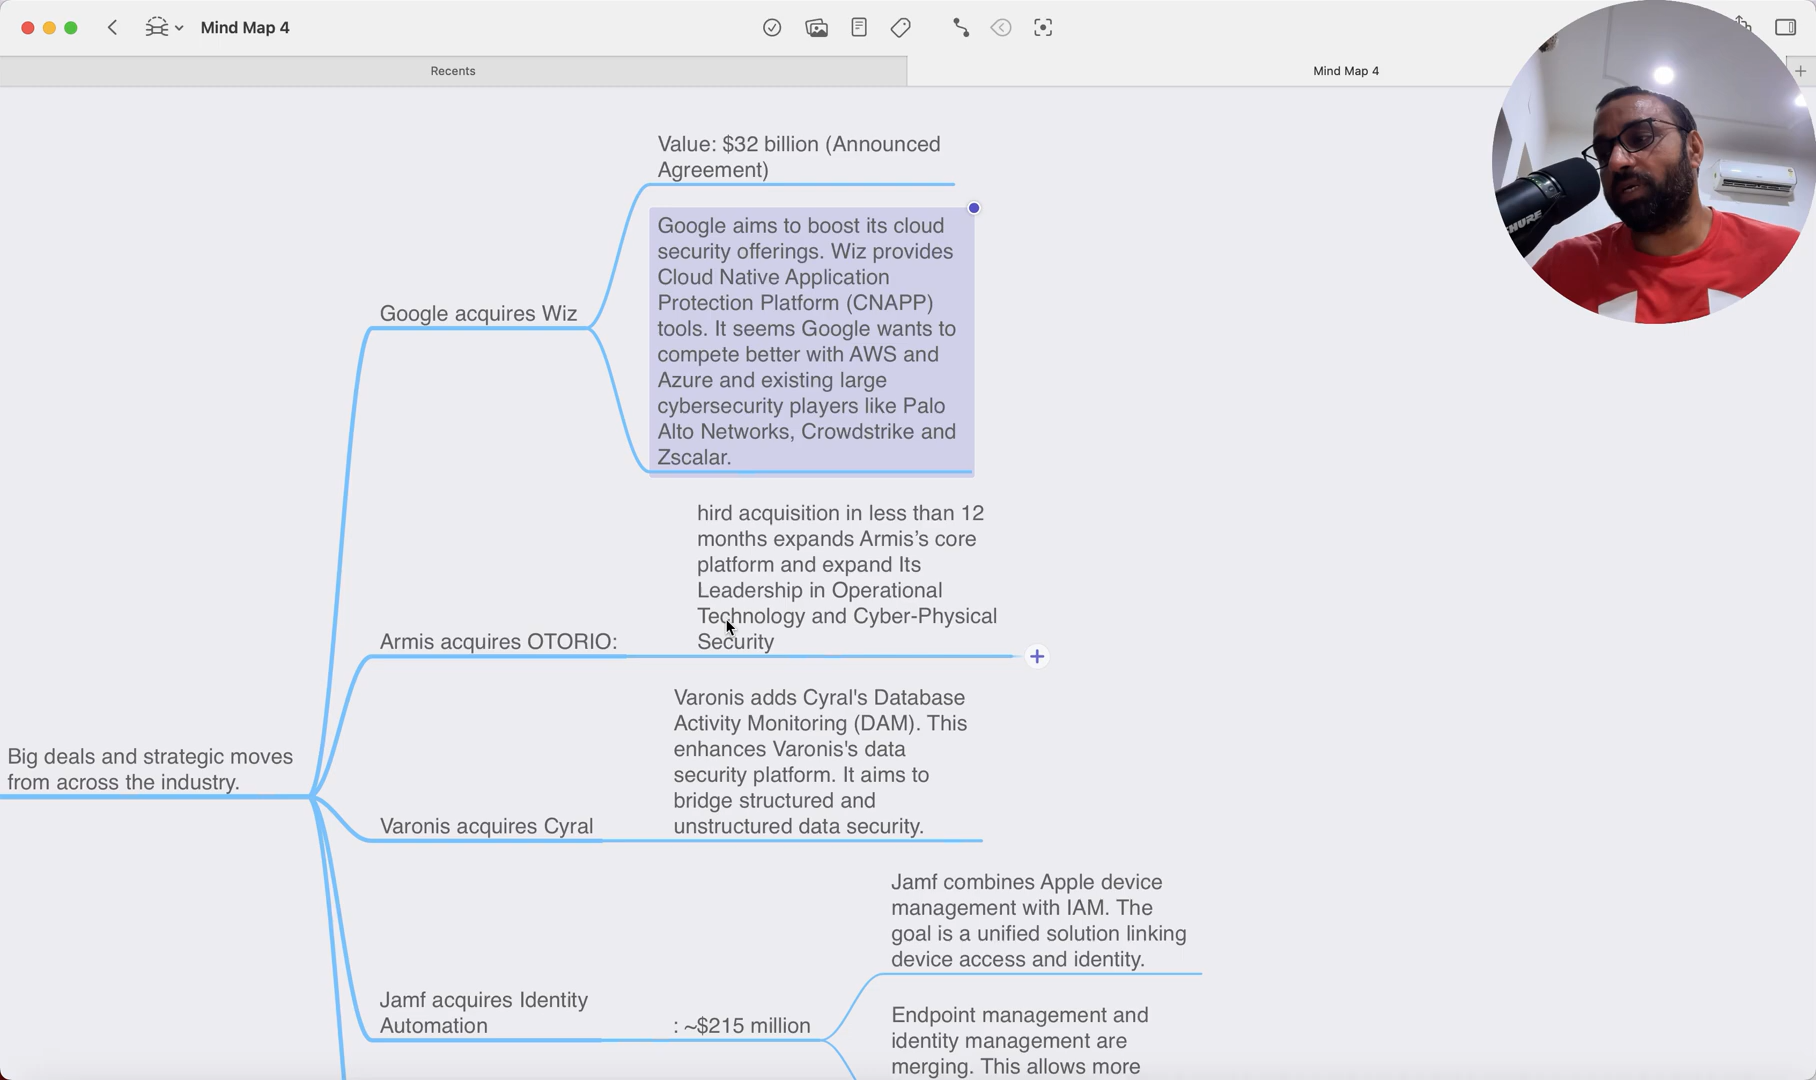 Mind Map 4
Recents
Mind Map 4
Value: $32 billion (Announced
Agreement)
Google aims to boost its cloud
security offerings. Wiz provides
Cloud Native Application
Protection Platform (CNAPP)
tools. It seems Google wants to
compete better with AWS and
Azure and existing large
cybersecurity players like Palo
Alto Networks, Crowdstrike and
Zscalar.
Google acquires Wiz
hird acquisition in less than 12
months expands Armis’s core
platform and expand Its
Leadership in Operational
Technology and Cyber-Physical
Security
Armis acquires OTORIO:
Big deals and strategic moves
from across the industry.
Varonis adds Cyral's Database
Activity Monitoring (DAM). This
enhances Varonis's data
security platform. It aims to
bridge structured and
unstructured data security.
Varonis acquires Cyral
Jamf combines Apple device
management with IAM. The
goal is a unified solution linking
device access and identity.
Jamf acquires Identity
Automation
: ~$215 million
Endpoint management and
identity management are
merging. This allows more
SHURE